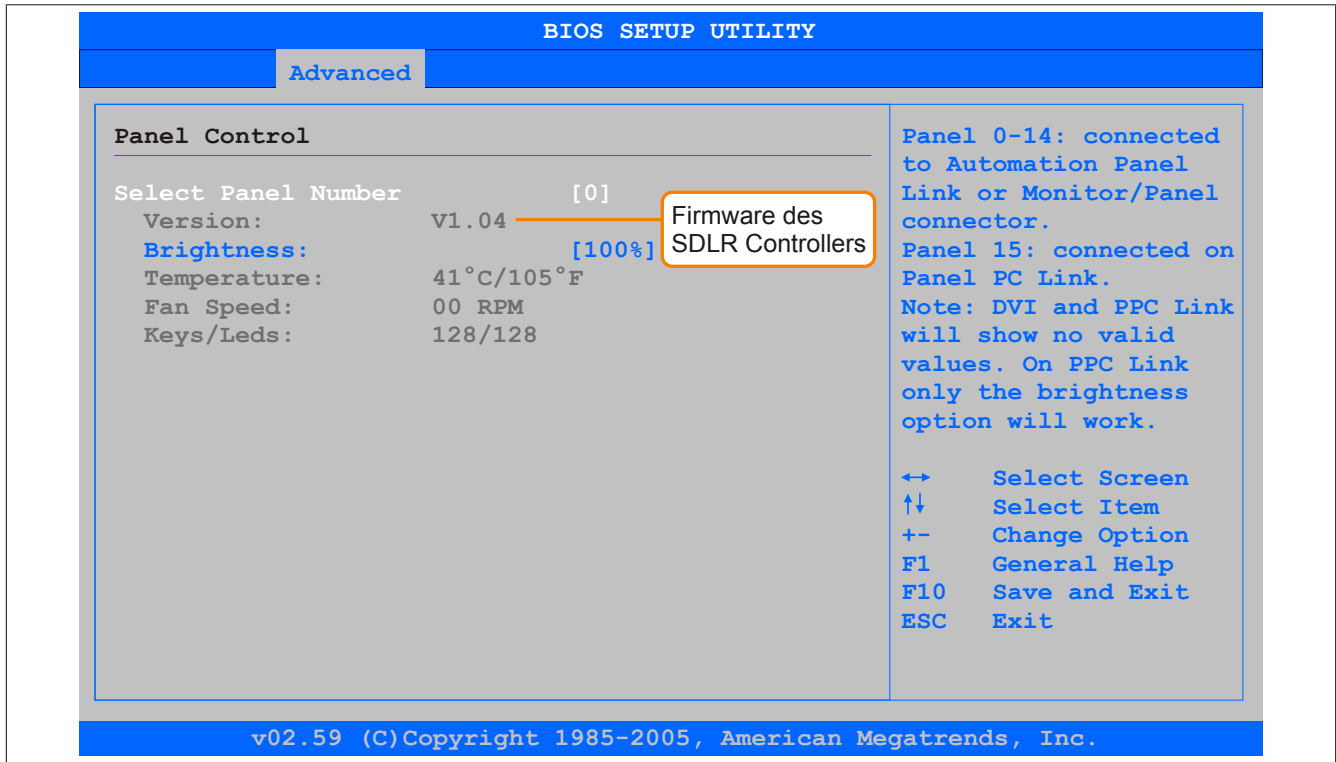 BIOS SETUP UTILITY
Advanced
Panel Control
Select Panel Number [0]
Version: V1.04
Firmware des
SDLR Controllers
Brightness: [100%]
Temperature: 41°C/105°F
Fan Speed: 00 RPM
Keys/Leds: 128/128
Panel 0-14: connected
to Automation Panel
Link or Monitor/Panel
connector.
Panel 15: connected on
Panel PC Link.
Note: DVI and PPC Link
will show no valid
values. On PPC Link
only the brightness
option will work.
↔ Select Screen
↑↓ Select Item
+- Change Option
F1 General Help
F10 Save and Exit
ESC Exit
v02.59 (C)Copyright 1985-2005, American Megatrends, Inc.